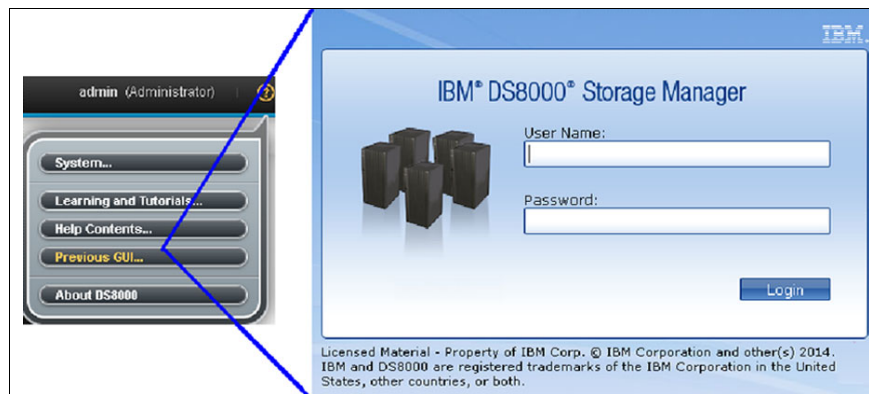 admin (Administrator)
System...
Learning and Tutorials...
Help Contents...
Previous GUI...
About DS8000
IBM.
IBM® DS8000® Storage Manager
User Name:
Password:
Login
Licensed Material - Property of IBM Corp. © IBM Corporation and other(s) 2014.
IBM and DS8000 are registered trademarks of the IBM Corporation in the United
States, other countries, or both.